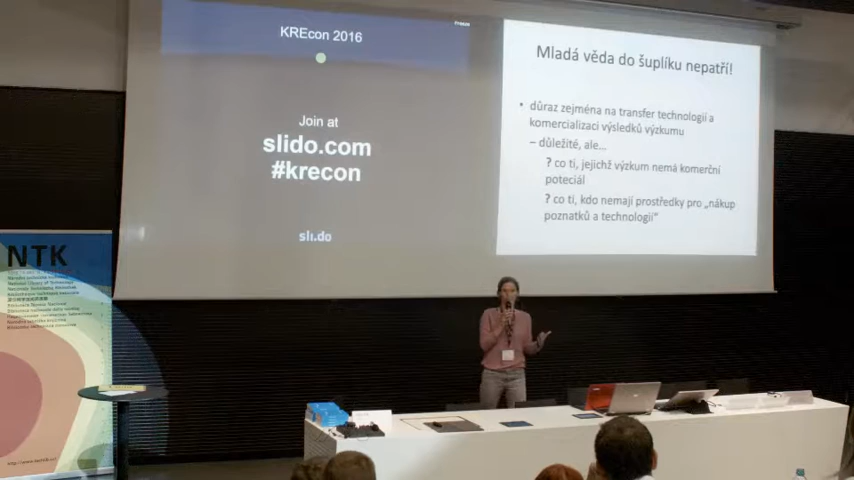 KREcon 2016
Join at
slido.com
#krecon
sli.do
Mladá věda do šuplíku nepatří!
• důraz zejména na transfer technologií a
komercializaci výsledků výzkumu
– důležité, ale...
? co ti, jejichž výzkum nemá komerční
poteciál
? co ti, kdo nemají prostředky pro „nákup
poznatků a technologií“
NTK